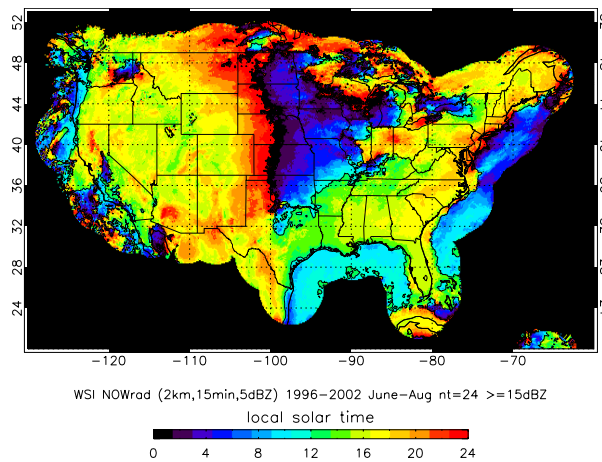 52
48
44
40
36
32
28
24
−120 −110 −100 −90 −80 −70
WSI NOWrad (2km,15min,5dBZ) 1996−2002 June−Aug nt=24 >=15dBZ
local solar time
0 4 8 12 16 20 24